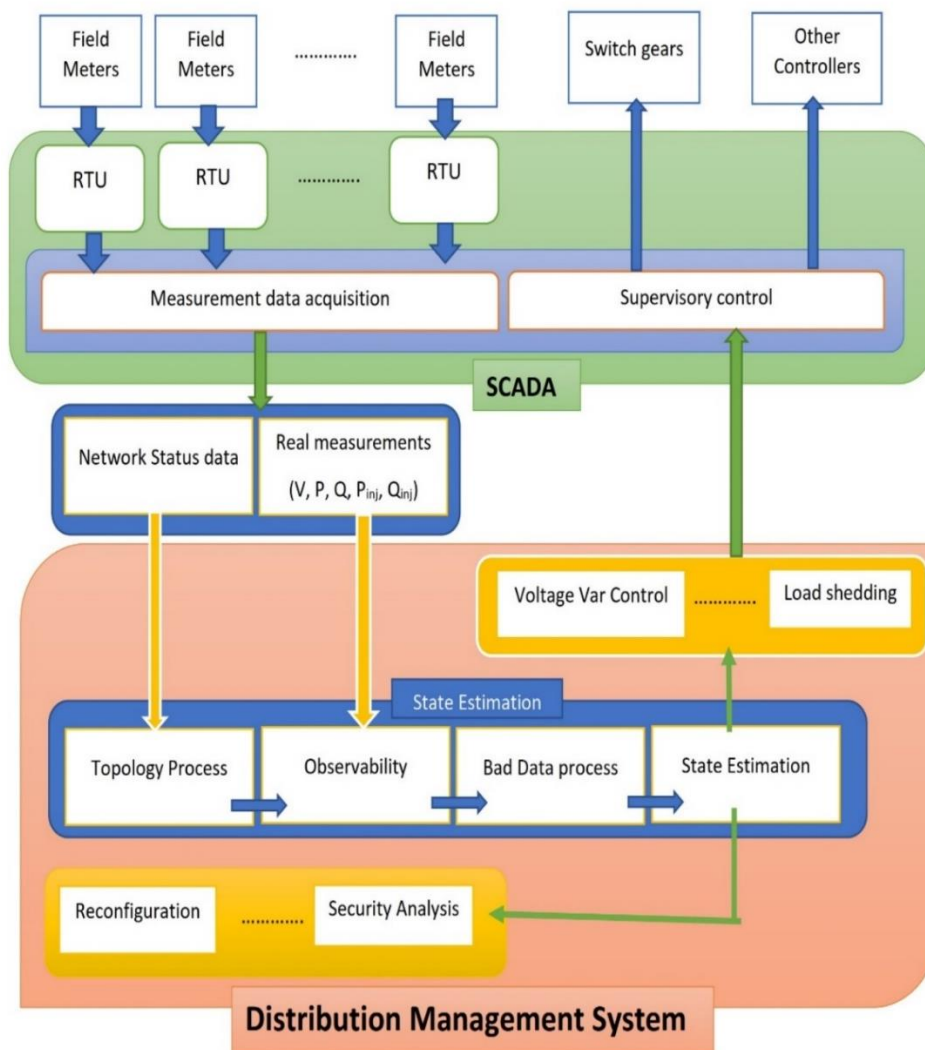 Field
Meters
Field
Meters
………….
Field
Meters
Switch gears
Other
Controllers
RTU
RTU
………….
RTU
Measurement data acquisition
Supervisory control
SCADA
Network Status data
Real measurements
(V, P, Q, Pinj, Qinj)
Voltage Var Control
………….
Load shedding
State Estimation
Topology Process
Observability
Bad Data process
State Estimation
Reconfiguration
………….
Security Analysis
Distribution Management System